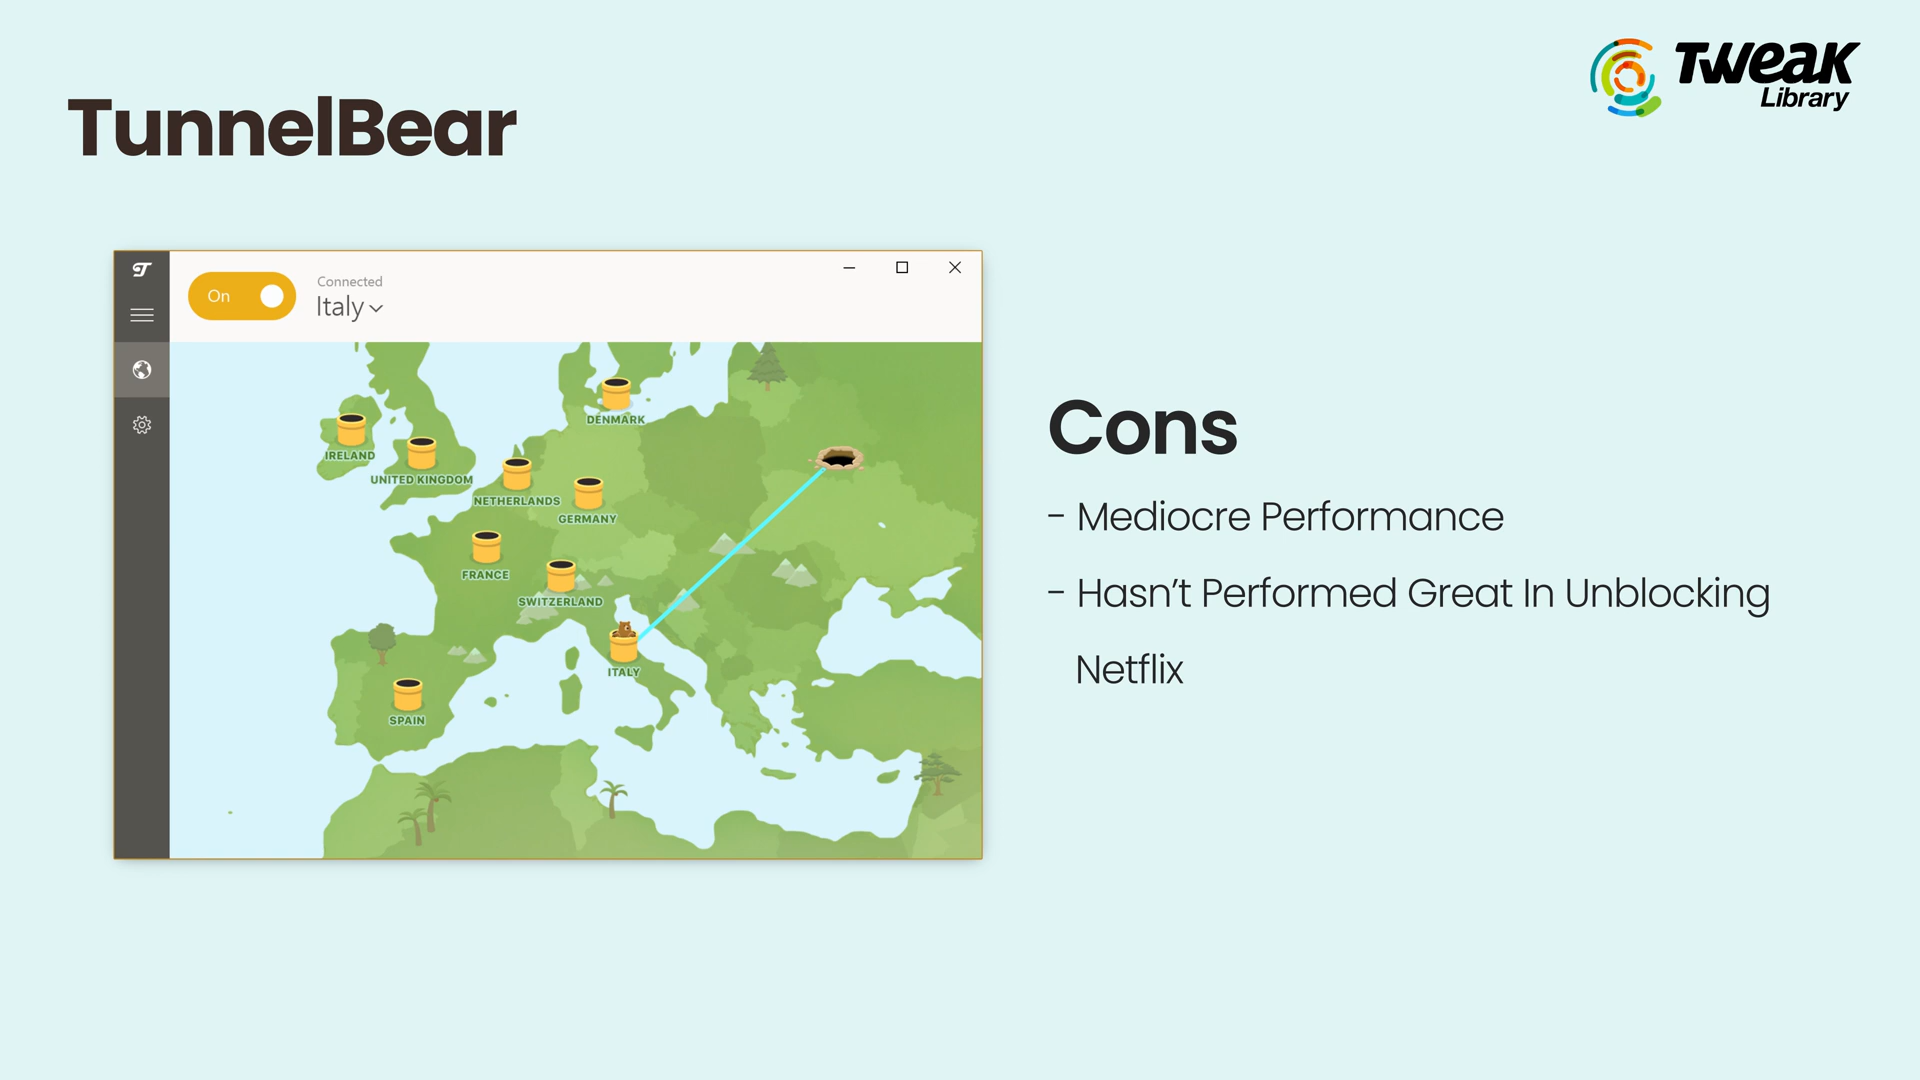 TweaK
Library
TunnelBear
On
Connected
Italy
DENMARK
IRELAND
UNITED KINGDOM
NETHERLANDS
GERMANY
FRANCE
SWITZERLAND
ITALY
SPAIN
Cons
- Mediocre Performance
- Hasn’t Performed Great In Unblocking
Netflix